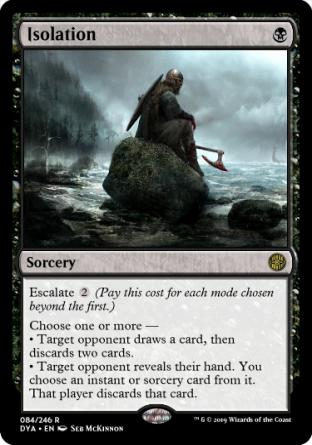 Isolation
Sorcery
Escalate 2 (Pay this cost for each mode chosen
beyond the first.)
Choose one or more —
• Target opponent draws a card, then
discards two cards.
• Target opponent reveals their hand. You
choose an instant or sorcery card from it.
That player discards that card.
084/246 R
DYA • EN Seb McKinnon
™ & © 2019 Wizards of the Coast